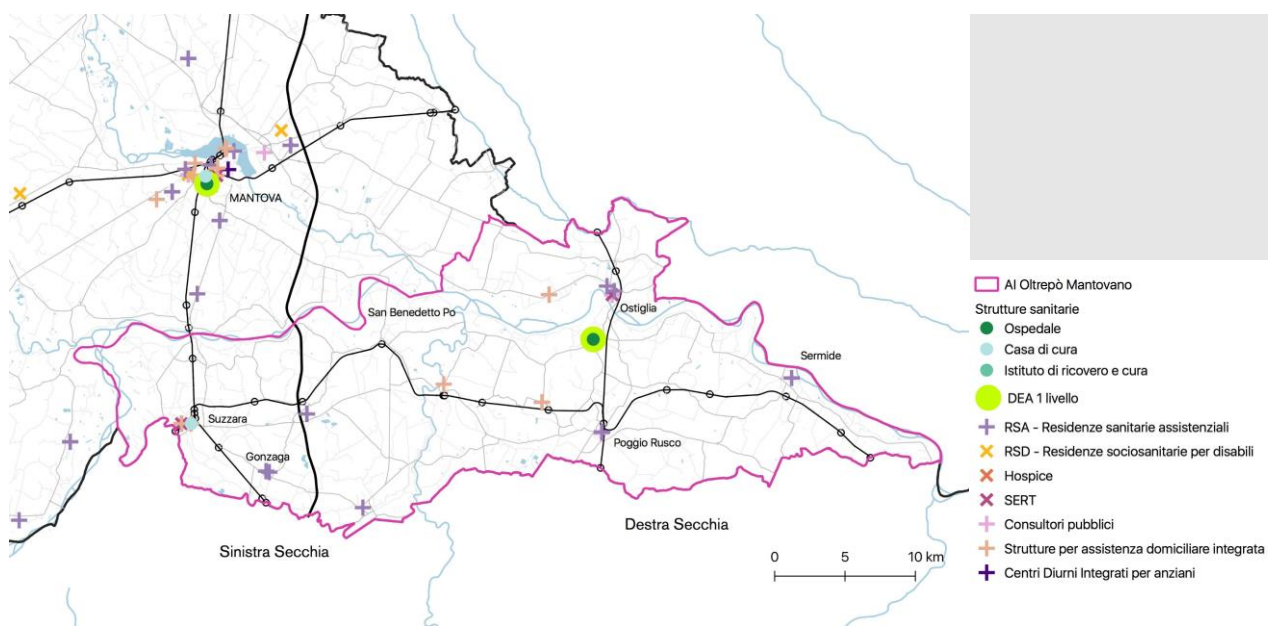 MANTOVA
San Benedetto Po
Ostiglia
Sermide
Suzzara
Poggio Rusco
Gonzaga
Sinistra Secchia
Destra Secchia
0 5 10 km
AI Oltrepò Mantovano
Strutture sanitarie
Ospedale
Casa di cura
Istituto di ricovero e cura
DEA 1 livello
RSA - Residenze sanitarie assistenziali
RSD - Residenze sociosanitarie per disabili
Hospice
SERT
Consultori pubblici
Strutture per assistenza domiciliare integrata
Centri Diurni Integrati per anziani